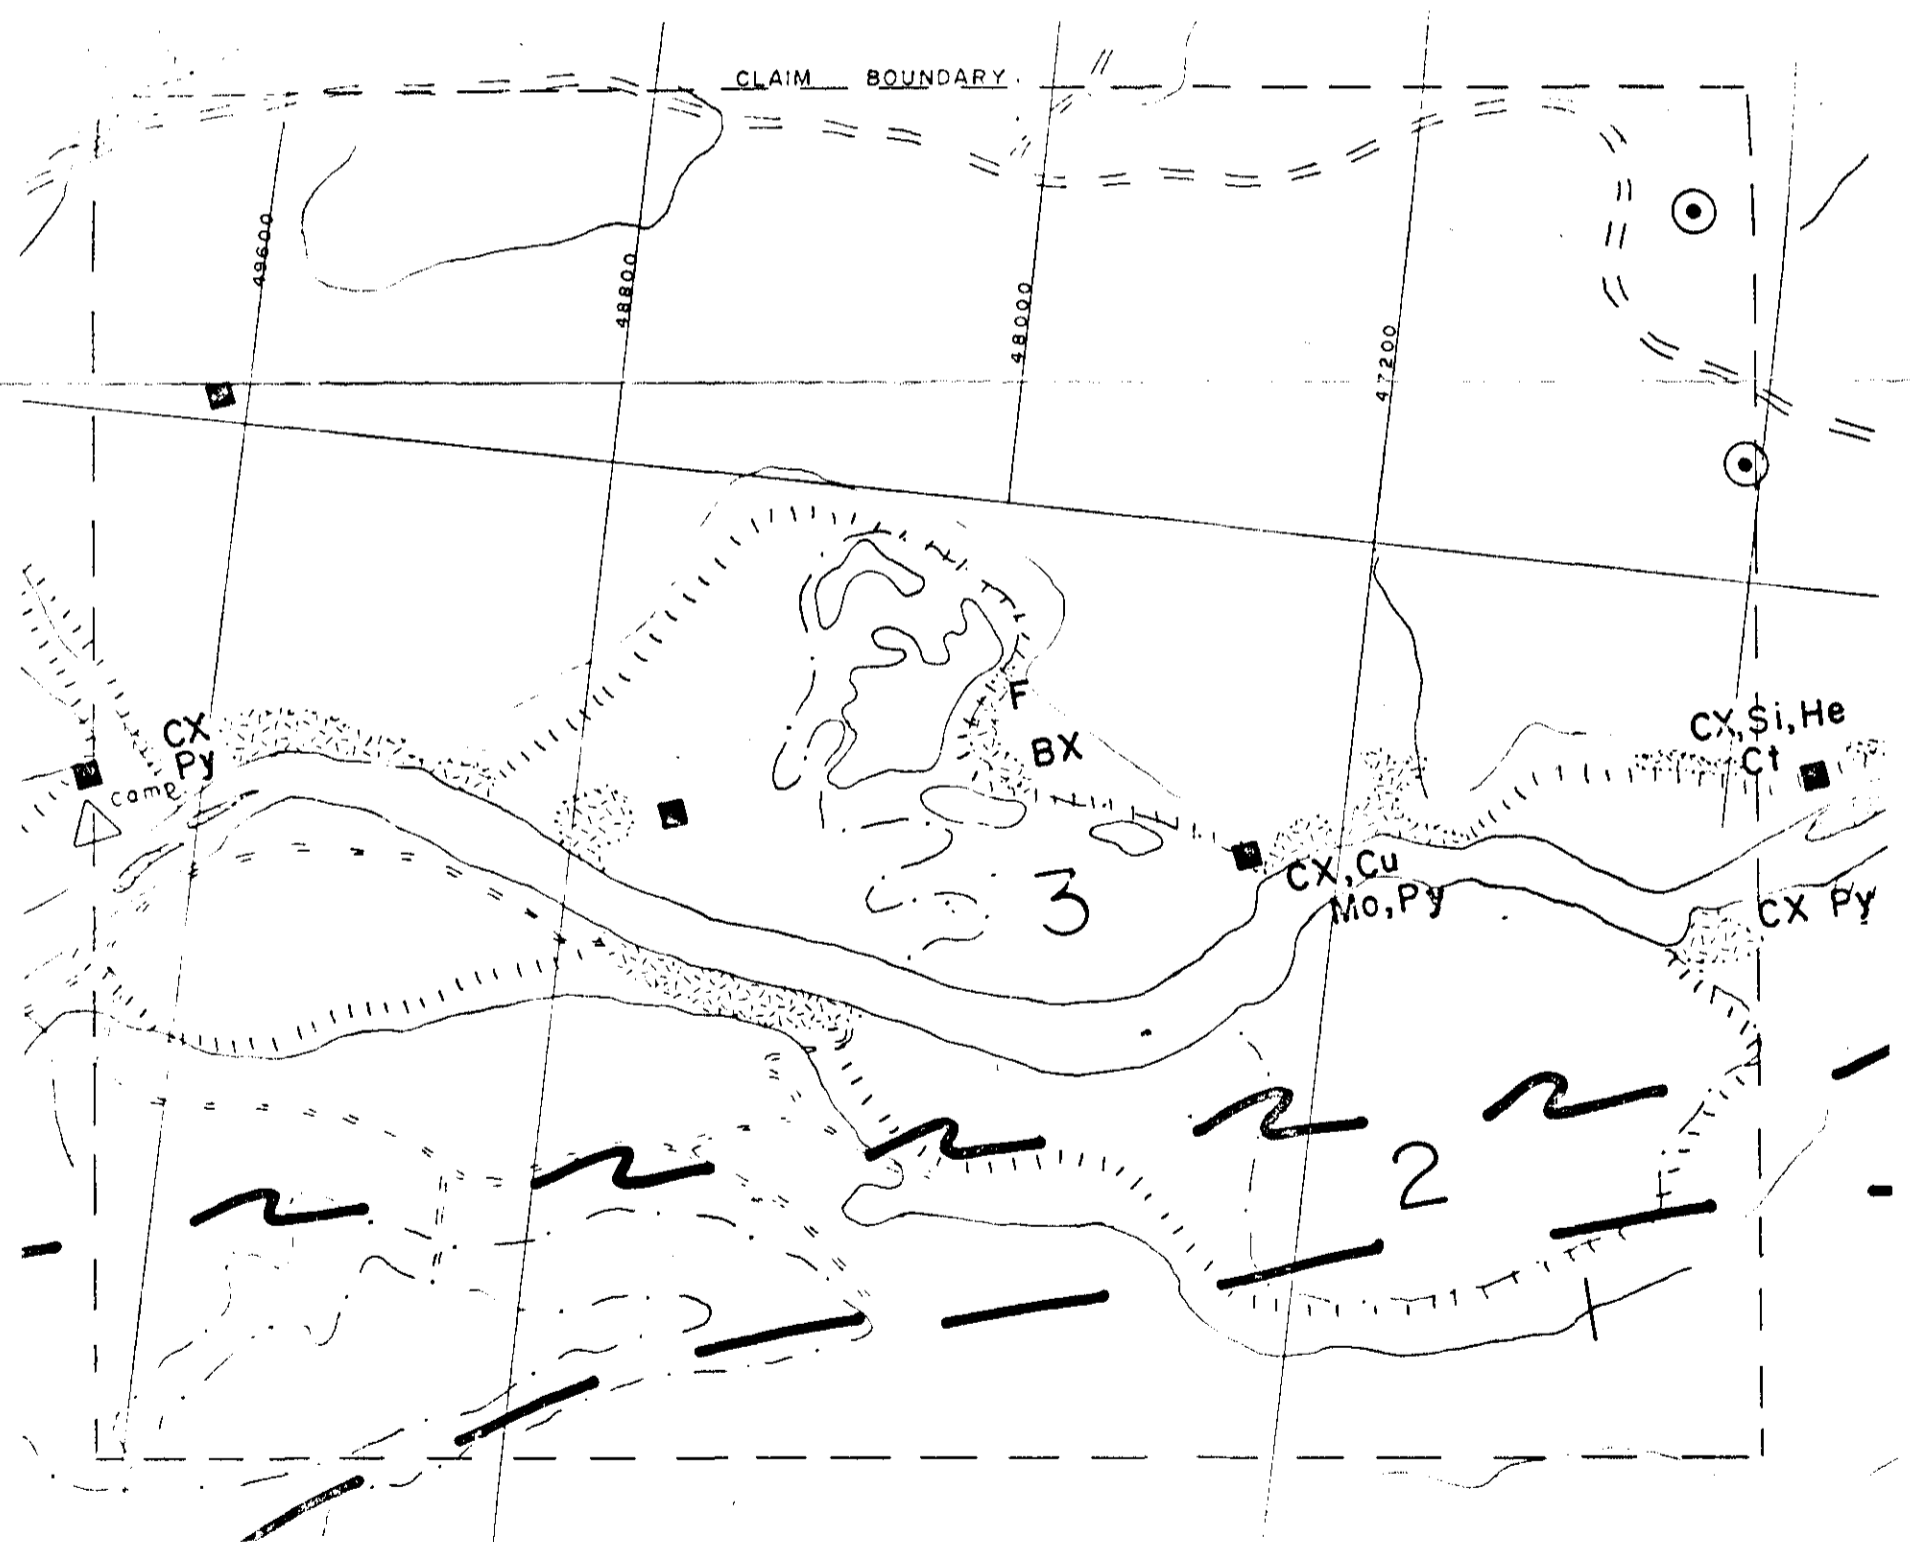 CLAIM BOUNDARY
49600
48800
48000
47200
F
BX
CX
Py
camp
CX,Si,He
Ct
CX,Cu
Mo,Py
CX Py
3
2